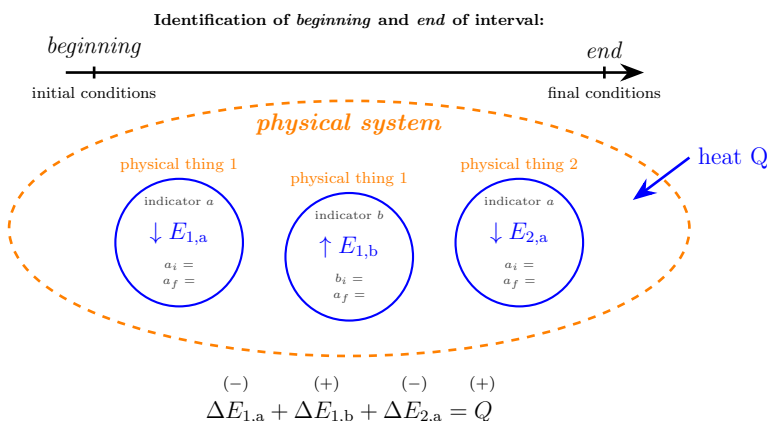 Identification of beginning and end of interval:
beginning
end
initial conditions
final conditions
physical system
heat Q
physical thing 1
indicator a
↓ E1,a
ai =
af =
physical thing 1
indicator b
↑ E1,b
bi =
af =
physical thing 2
indicator a
↓ E2,a
ai =
af =
(−) (+) (−) (+)
ΔE1,a + ΔE1,b + ΔE2,a = Q